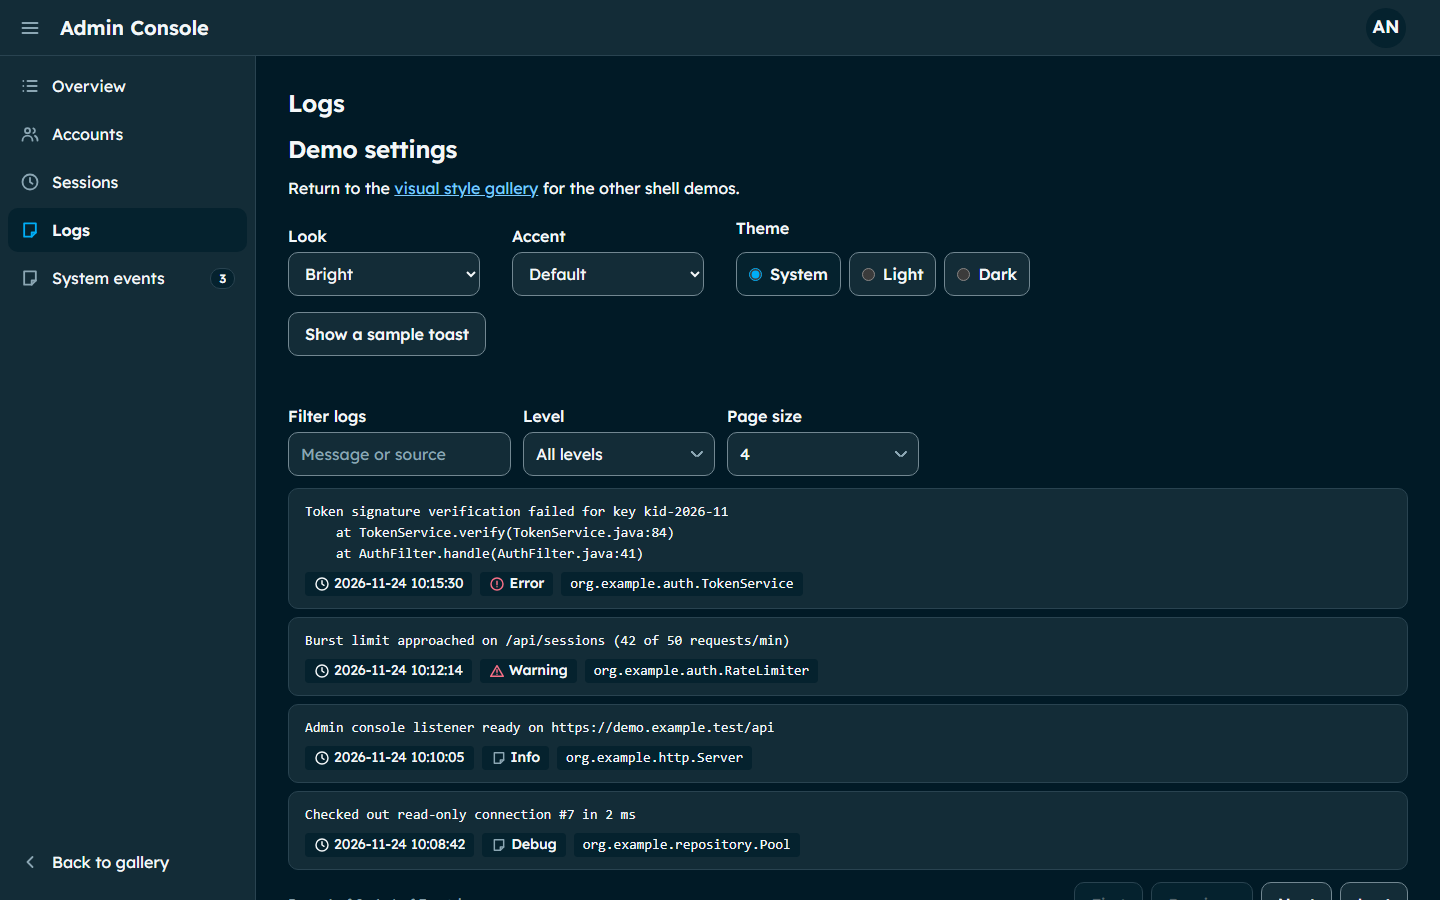 Admin Console
AN
Overview
Accounts
Sessions
Logs
System events
3
Back to gallery
Logs
Demo settings
Return to the visual style gallery for the other shell demos.
Look
Accent
Theme
Bright
Default
System
Light
Dark
Show a sample toast
Filter logs
Level
Page size
Message or source
All levels
4
Token signature verification failed for key kid-2026-11
at TokenService.verify(TokenService.java:84)
at AuthFilter.handle(AuthFilter.java:41)
2026-11-24 10:15:30 Error org.example.auth.TokenService
Burst limit approached on /api/sessions (42 of 50 requests/min)
2026-11-24 10:12:14 Warning org.example.auth.RateLimiter
Admin console listener ready on https://demo.example.test/api
2026-11-24 10:10:05 Info org.example.http.Server
Checked out read-only connection #7 in 2 ms
2026-11-24 10:08:42 Debug org.example.repository.Pool